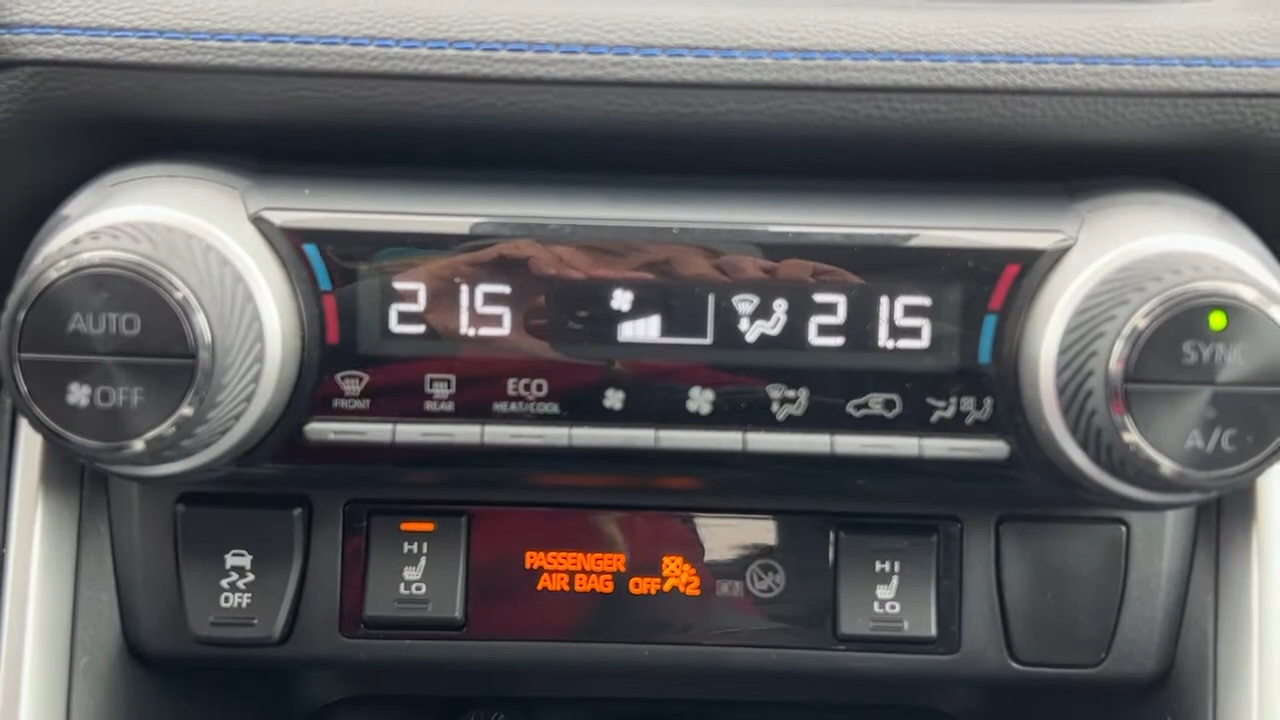 21.5
21.5
AUTO
OFF
SYNC
A/C
FRONT
REAR
ECO
HEAT/COOL
OFF
HI
LO
PASSENGER
AIR BAG OFF
2
HI
LO